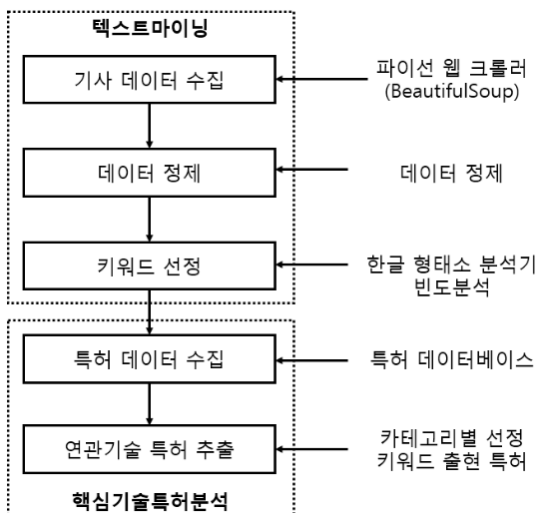 텍스트마이닝
기사 데이터 수집
파이선 웹 크롤러
(BeautifulSoup)
데이터 정제
데이터 정제
키워드 선정
한글 형태소 분석기
빈도분석
특허 데이터 수집
특허 데이터베이스
연관기술 특허 추출
카테고리별 선정
키워드 출현 특허
핵심기술특허분석